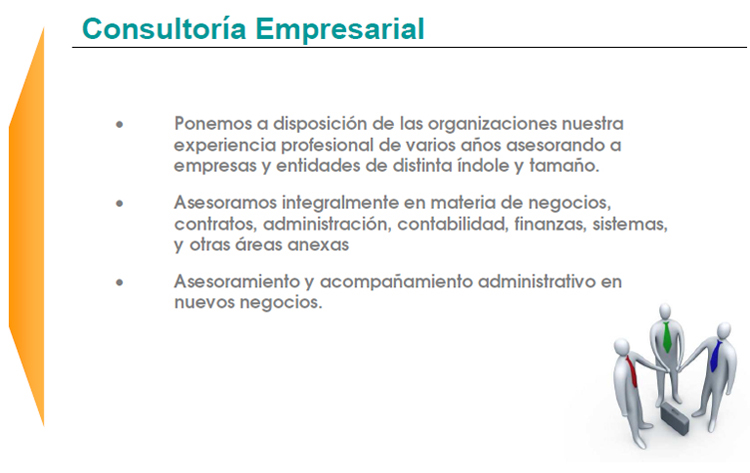 Consultoría Empresarial
• Ponemos a disposición de las organizaciones nuestra
experiencia profesional de varios años asesorando a
empresas y entidades de distinta índole y tamaño.
• Asesoramos integralmente en materia de negocios,
contratos, administración, contabilidad, finanzas, sistemas,
y otras áreas anexas
• Asesoramiento y acompañamiento administrativo en
nuevos negocios.